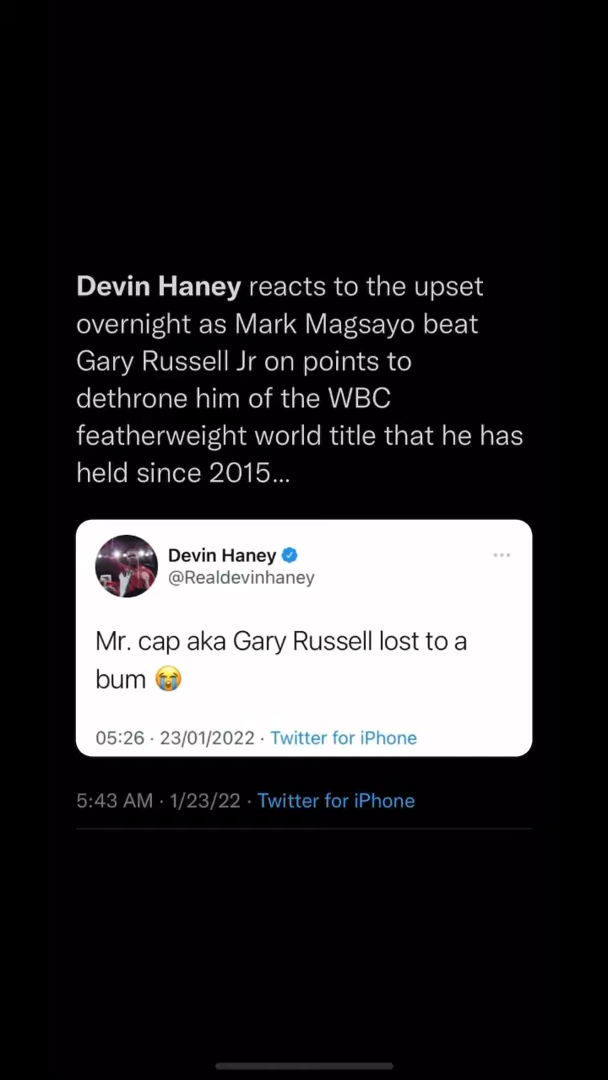 Devin Haney reacts to the upset
overnight as Mark Magsayo beat
Gary Russell Jr on points to
dethrone him of the WBC
featherweight world title that he has
held since 2015...
Devin Haney
@Realdevinhaney
Mr. cap aka Gary Russell lost to a
bum 😭
05:26 · 23/01/2022 · Twitter for iPhone
5:43 AM · 1/23/22 · Twitter for iPhone